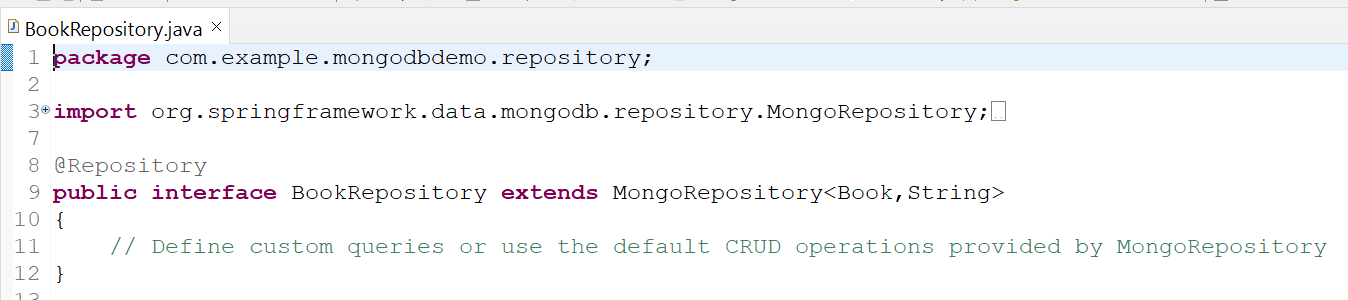 BookRepository.java
1 package com.example.mongodbdemo.repository;
2
3 import org.springframework.data.mongodb.repository.MongoRepository;
7
8 @Repository
9 public interface BookRepository extends MongoRepository<Book,String>
10 {
11     // Define custom queries or use the default CRUD operations provided by MongoRepository
12 }
13